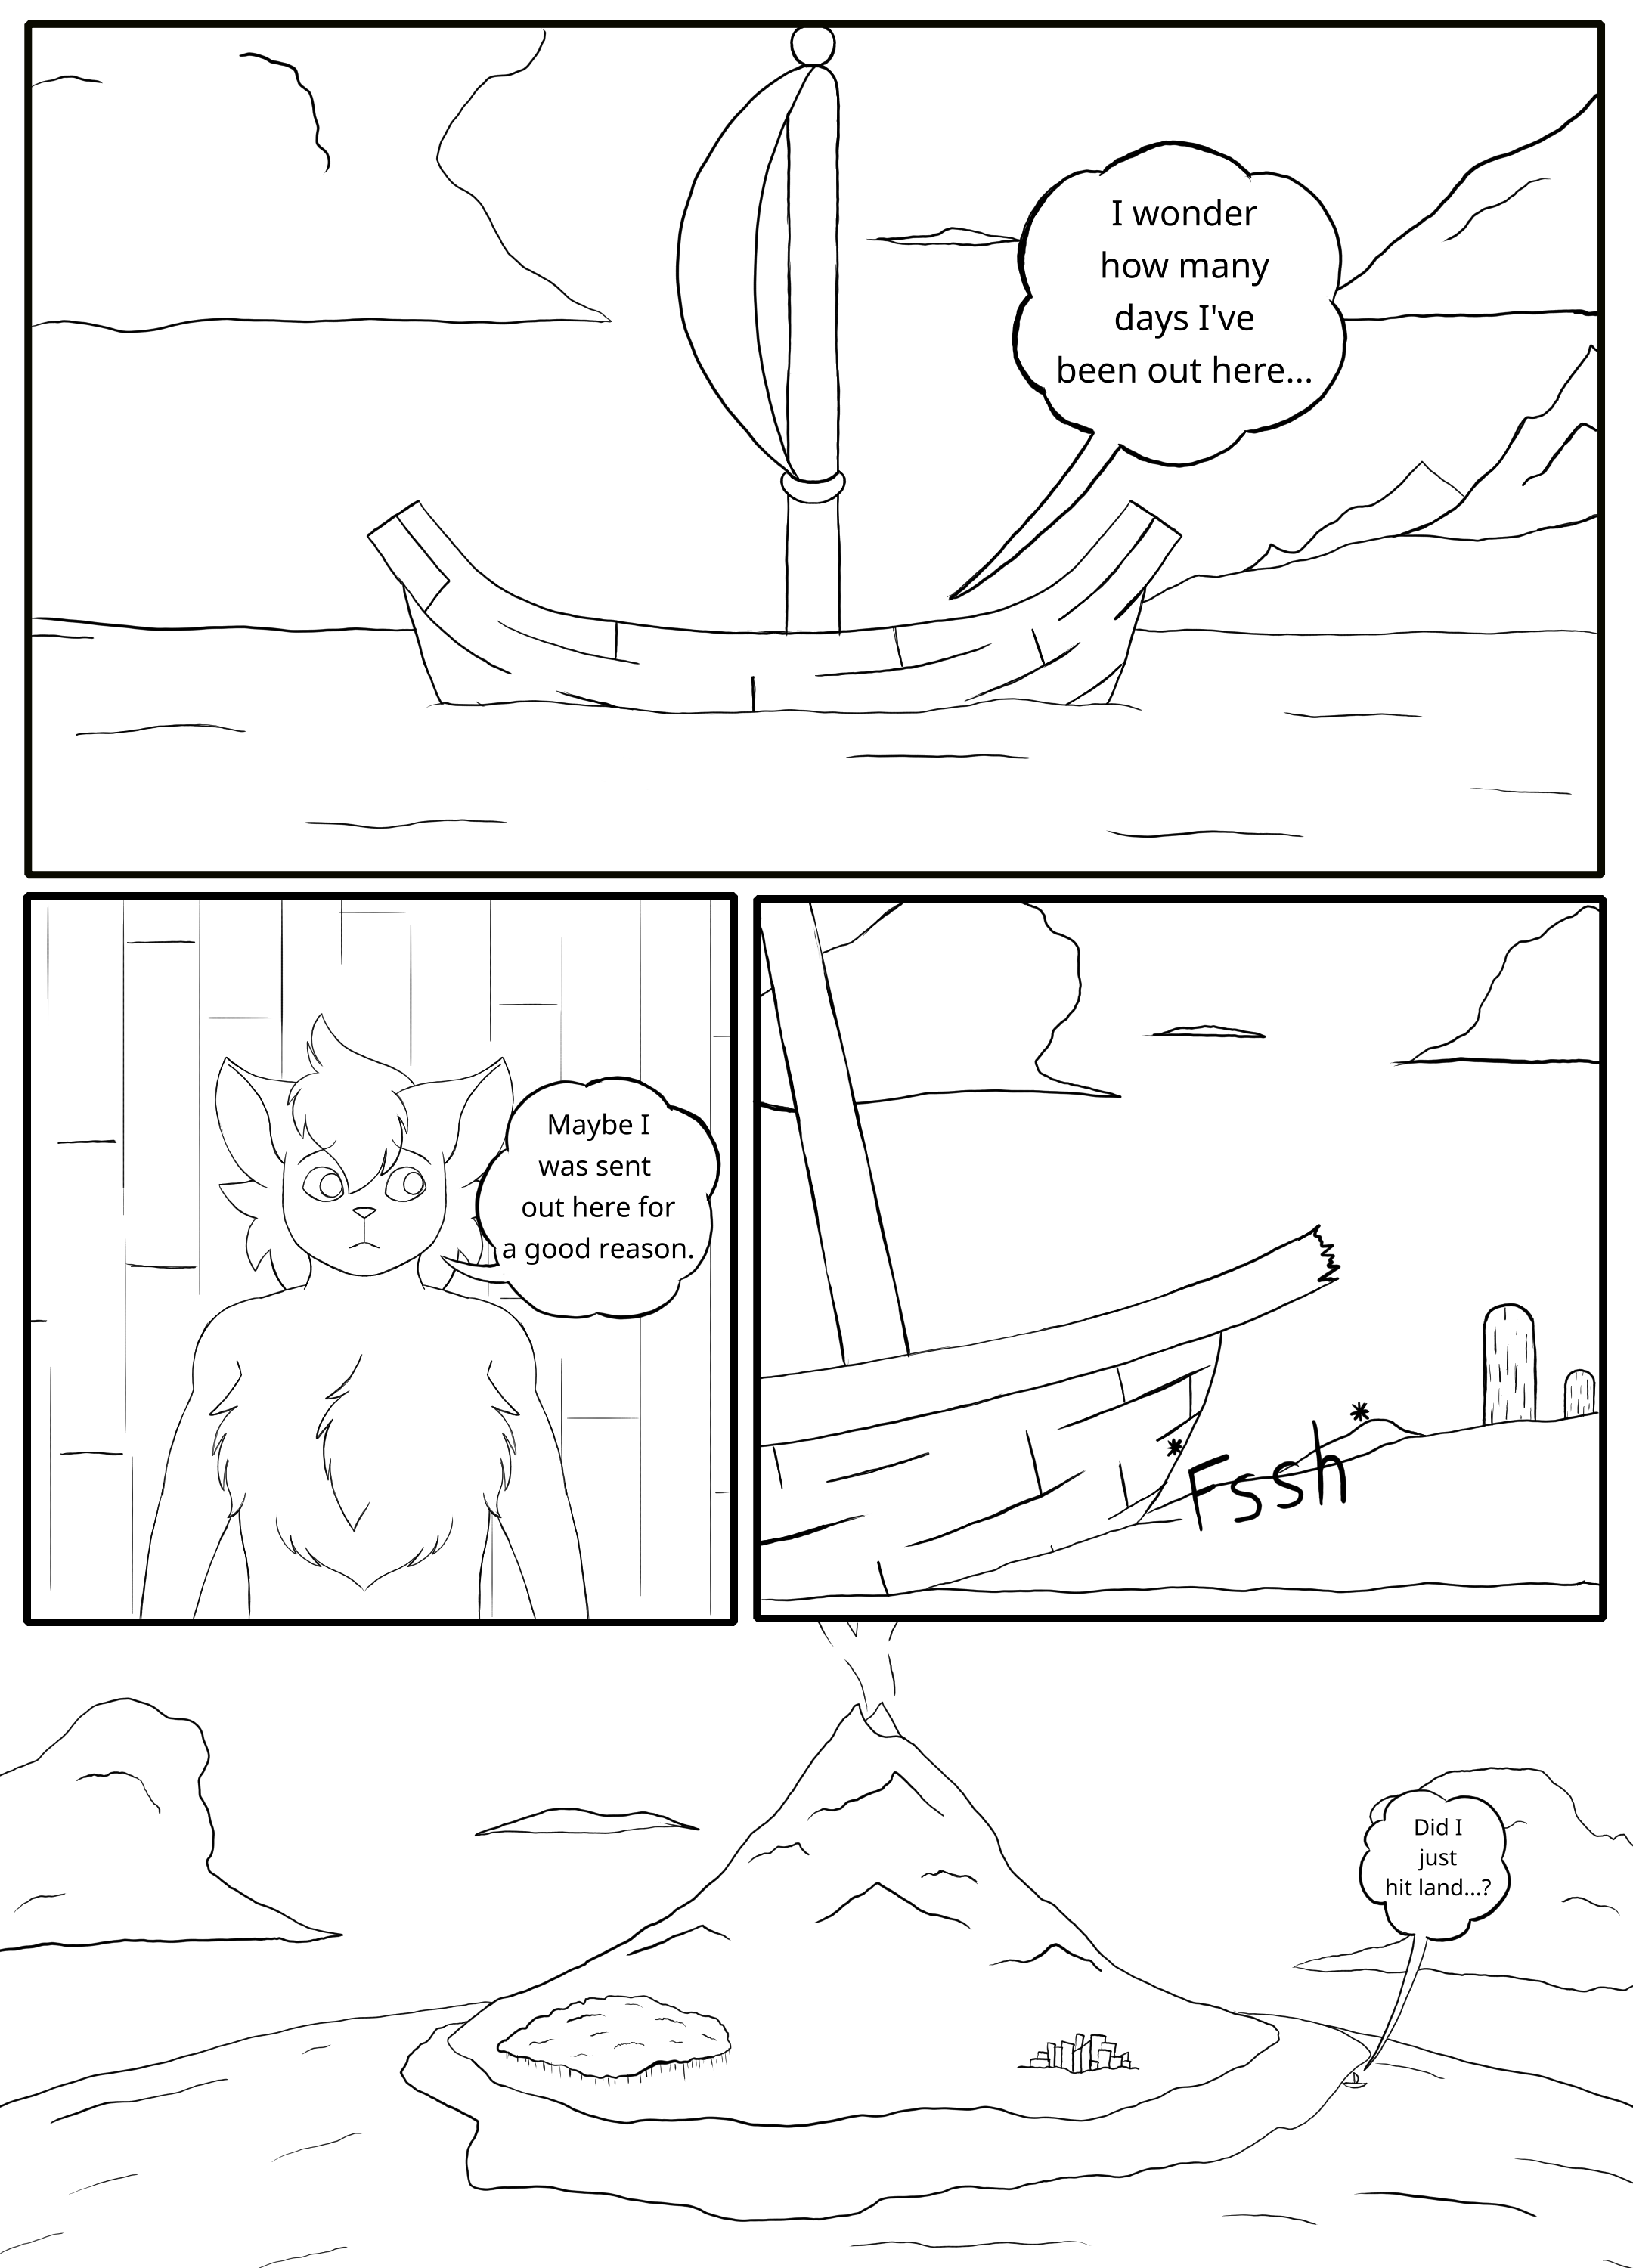 I wonder
how many
days I've
been out here...
Maybe I
was sent
out here for
a good reason.
*Fssh*
Did I
just
hit land...?